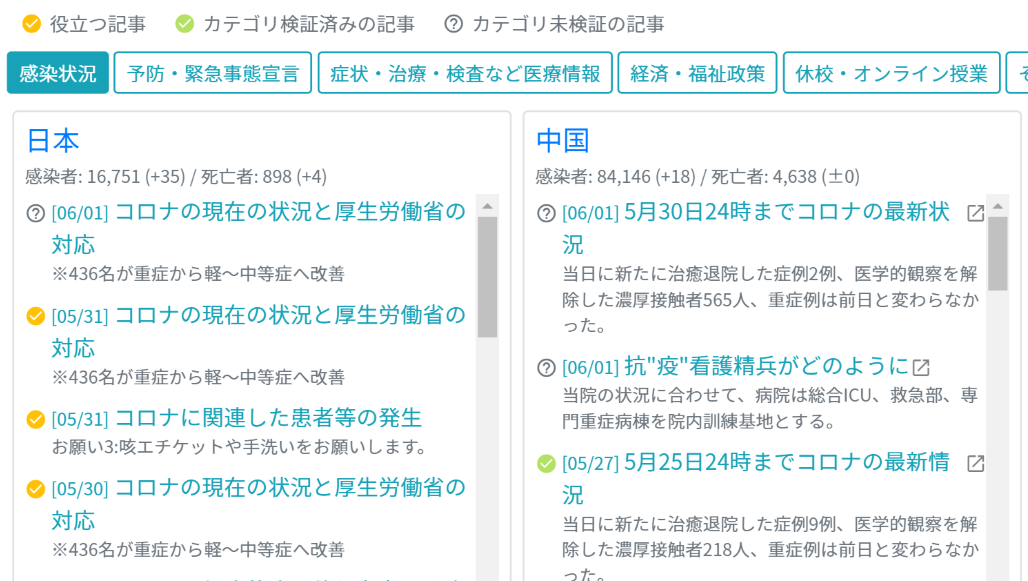 役立つ記事 カテゴリ検証済みの記事 カテゴリ未検証の記事
感染状況 予防・緊急事態宣言 症状・治療・検査など医療情報 経済・福祉政策 休校・オンライン授業
日本
感染者: 16,751 (+35) / 死亡者: 898 (+4)
[06/01] コロナの現在の状況と厚生労働省の
対応
※436名が重症から軽〜中等症へ改善
[05/31] コロナの現在の状況と厚生労働省の
対応
※436名が重症から軽〜中等症へ改善
[05/31] コロナに関連した患者等の発生
お願い3:咳エチケットや手洗いをお願いします。
[05/30] コロナの現在の状況と厚生労働省の
対応
※436名が重症から軽〜中等症へ改善
中国
感染者: 84,146 (+18) / 死亡者: 4,638 (±0)
[06/01] 5月30日24時までコロナの最新状
況
当日に新たに治癒退院した症例2例、医学的観察を解
除した濃厚接触者565人、重症例は前日と変わらなか
った。
[06/01] 抗"疫"看護精兵がどのように
当院の状況に合わせて、病院は総合ICU、救急部、専
門重症病棟を院内訓練基地とする。
[05/27] 5月25日24時までコロナの最新情
況
当日に新たに治癒退院した症例9例、医学的観察を解
除した濃厚接触者218人、重症例は前日と変わらなか
った。